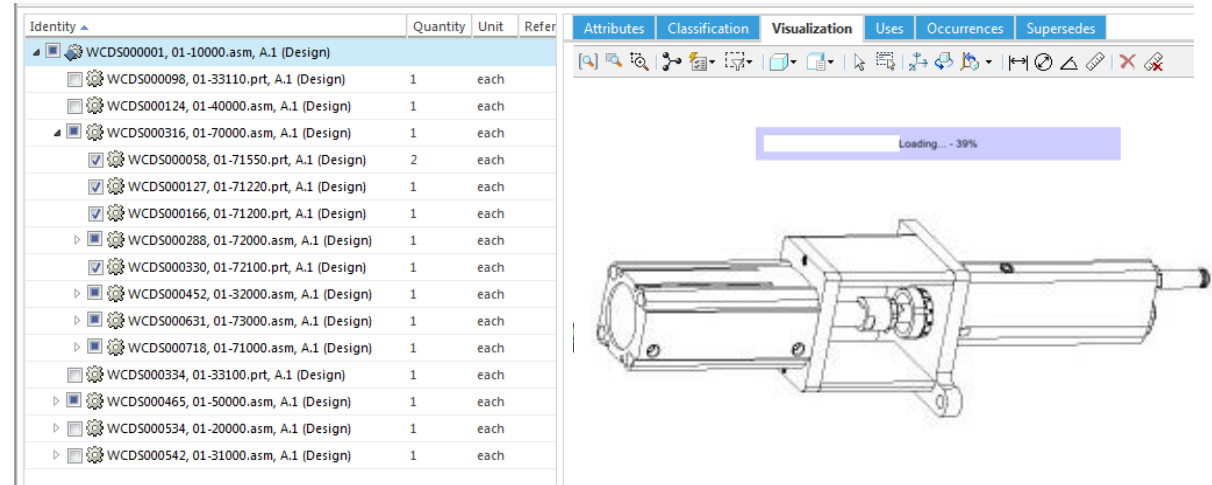 Identity Quantity Unit Refer
WCDS000001, 01-10000.asm, A.1 (Design)
WCDS000098, 01-33110.prt, A.1 (Design) 1 each
WCDS000124, 01-40000.asm, A.1 (Design) 1 each
WCDS000316, 01-70000.asm, A.1 (Design) 1 each
WCDS000058, 01-71550.prt, A.1 (Design) 2 each
WCDS000127, 01-71220.prt, A.1 (Design) 1 each
WCDS000166, 01-71200.prt, A.1 (Design) 1 each
WCDS000288, 01-72000.asm, A.1 (Design) 1 each
WCDS000330, 01-72100.prt, A.1 (Design) 1 each
WCDS000452, 01-32000.asm, A.1 (Design) 1 each
WCDS000631, 01-73000.asm, A.1 (Design) 1 each
WCDS000718, 01-71000.asm, A.1 (Design) 1 each
WCDS000334, 01-33100.prt, A.1 (Design) 1 each
WCDS000465, 01-50000.asm, A.1 (Design) 1 each
WCDS000534, 01-20000.asm, A.1 (Design) 1 each
WCDS000542, 01-31000.asm, A.1 (Design) 1 each
Attributes Classification Visualization Uses Occurrences Supersedes
Loading... - 39%